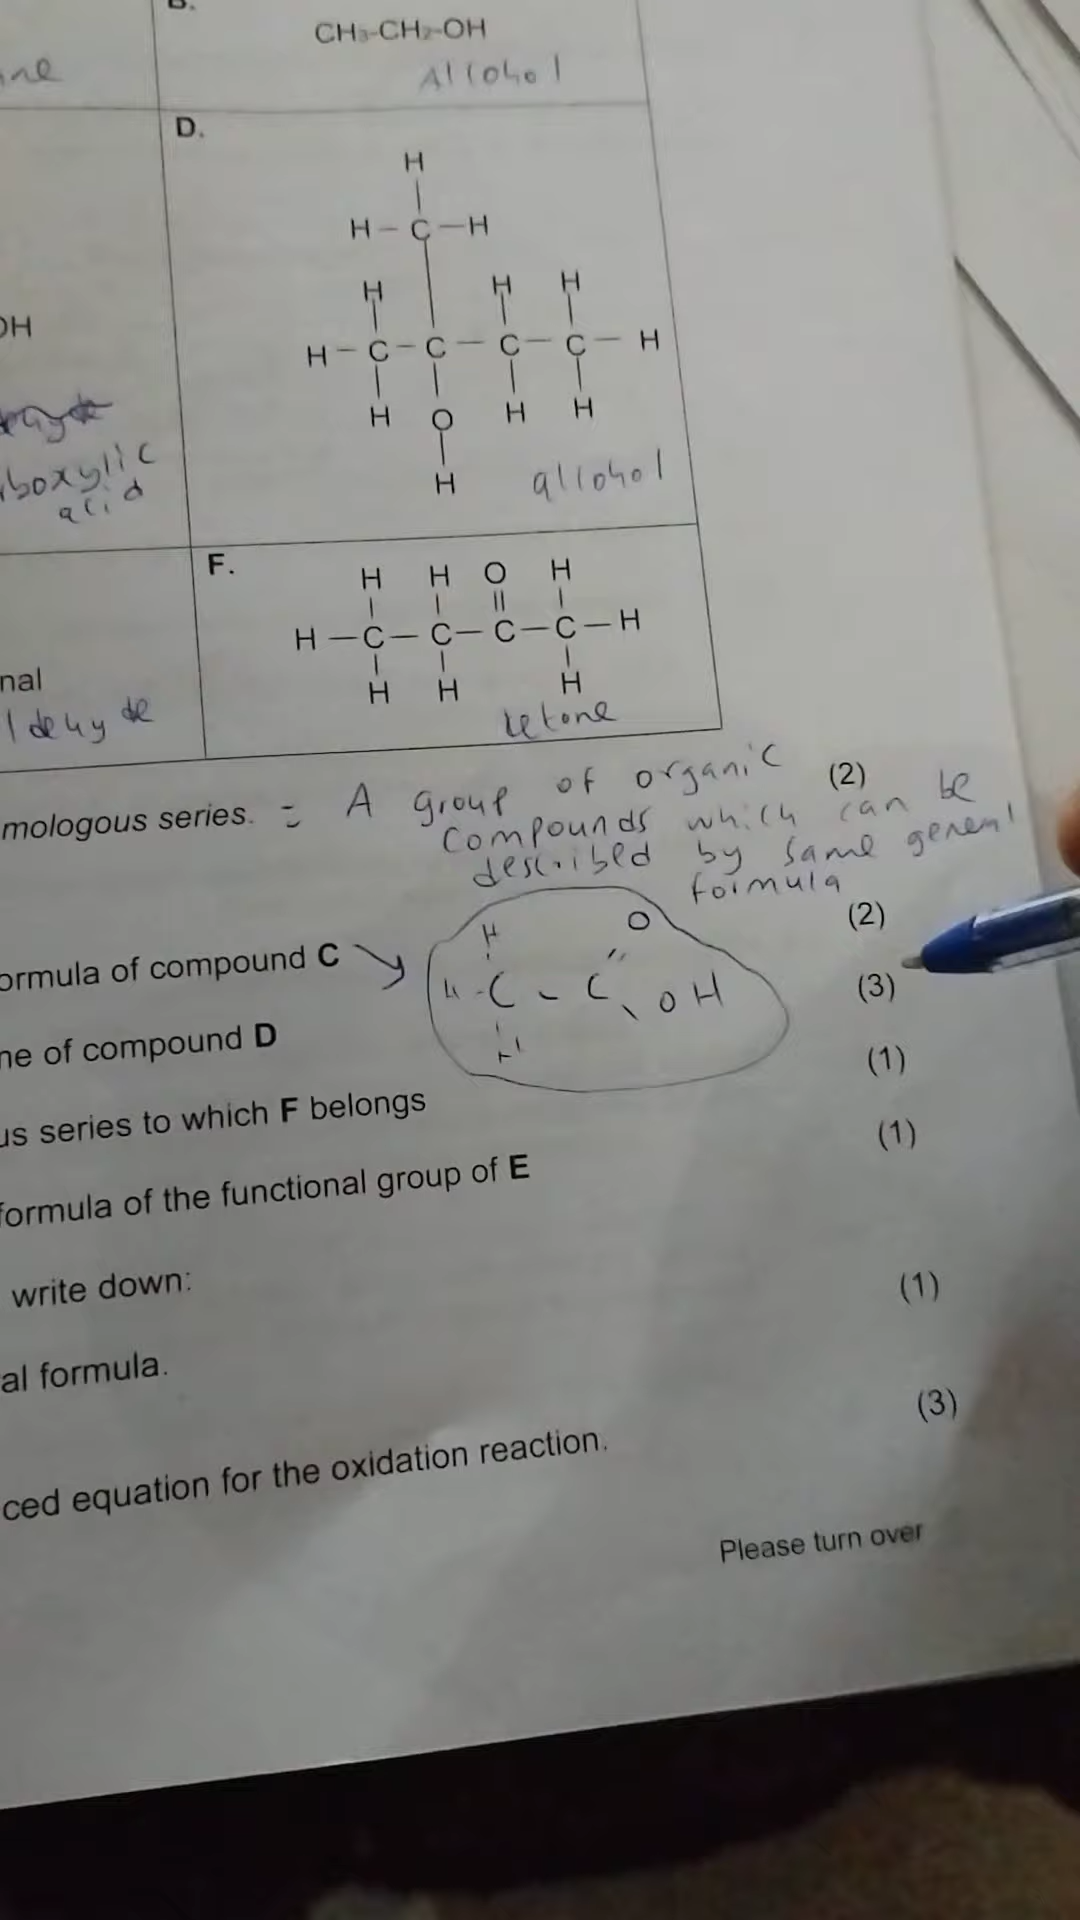 B.
CH₃-CH₂-OH
Alcohol
D.
H
H - C - H
H H H
H - C - C - C - C - H
H O H H
H
alcohol
OH
boxylic
acid
F.
H H O H
H - C - C - C - C - H
H H H
ketone
nal
ldehyde
mologous series. = A group of organic (2)
compounds which can be
described by same general
formula
(2)
ormula of compound C
H O
H - C - C OH
H
(3)
ne of compound D
(1)
us series to which F belongs
(1)
formula of the functional group of E
write down:
(1)
al formula.
(3)
ced equation for the oxidation reaction.
Please turn over